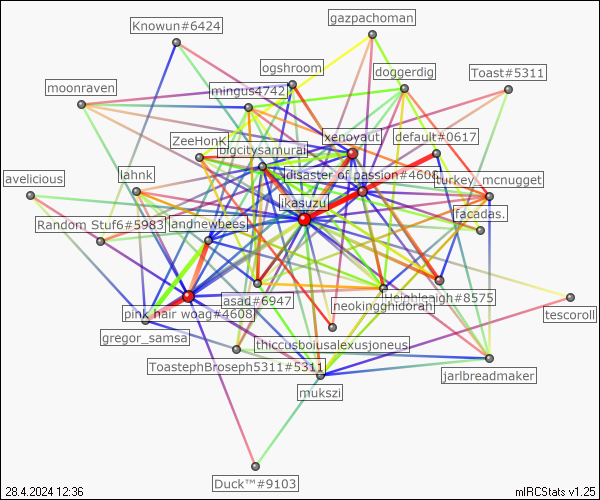 gazpachoman
Knowun#6424
ogshroom
doggerdig
Toast#5311
moonraven
mingus4742
xenoyaut
default#0617
ZeeHonK
bigcitysamurai
lahnk
disaster of passion#4608
turkey_mcnugget
avelicious
ikasuzu
facadas.
Random Stuf6#5983
andnewbees
asad#6947
Heighleigh#8575
neokingghidorah
tescoroll
pink hair woag#4608
gregor_samsa
thiccusboiusalexusjoneus
ToastephBroseph5311#5311
jarlbreadmaker
mukszi
Duck™#9103
28.4.2024 12:36
mIRCStats v1.25